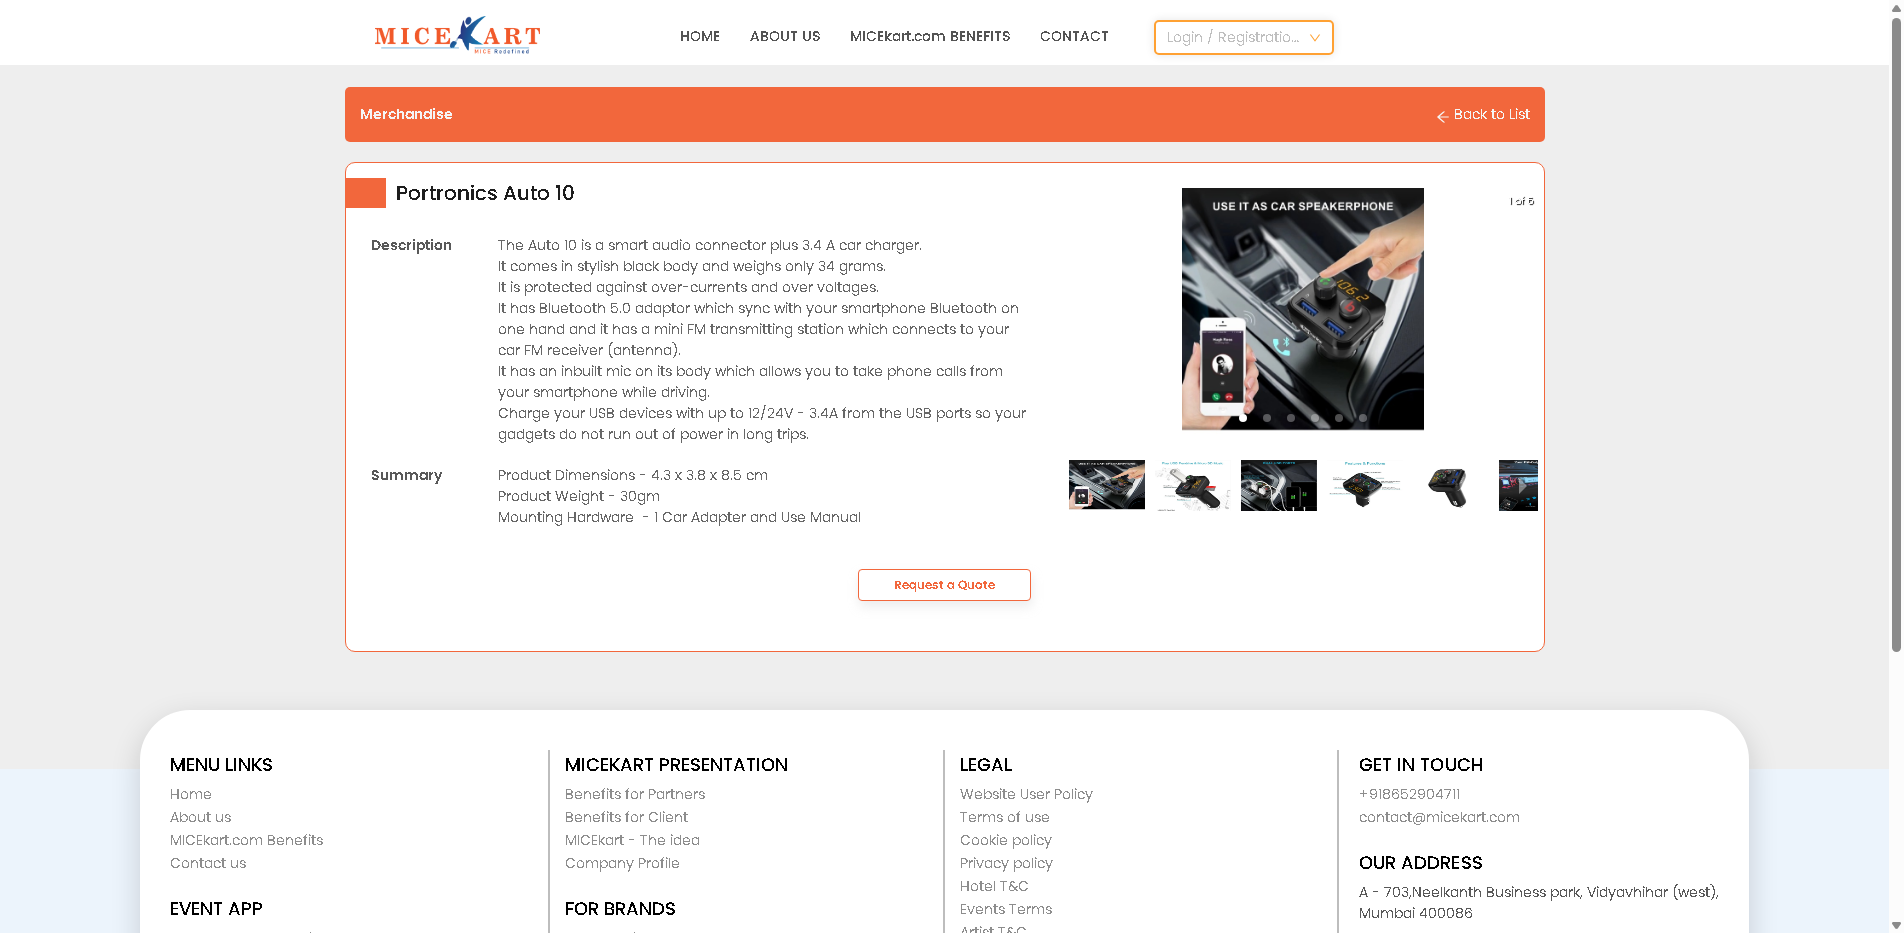 MICEKART
MICE Redefined
HOME
ABOUT US
MICEkart.com BENEFITS
CONTACT
Login / Registratio...
Merchandise
Back to List
Portronics Auto 10
Description
The Auto 10 is a smart audio connector plus 3.4 A car charger.
It comes in stylish black body and weighs only 34 grams.
It is protected against over-currents and over voltages.
It has Bluetooth 5.0 adaptor which sync with your smartphone Bluetooth on
one hand and it has a mini FM transmitting station which connects to your
car FM receiver (antenna).
It has an inbuilt mic on its body which allows you to take phone calls from
your smartphone while driving.
Charge your USB devices with up to 12/24V - 3.4A from the USB ports so your
gadgets do not run out of power in long trips.
Summary
Product Dimensions - 4.3 x 3.8 x 8.5 cm
Product Weight - 30gm
Mounting Hardware - 1 Car Adapter and Use Manual
USE IT AS CAR SPEAKERPHONE
106.2
1 of 6
USE IT AS CAR SPEAKERPHONE
Features & Functions
Request a Quote
MENU LINKS
Home
About us
MICEkart.com Benefits
Contact us
EVENT APP
MICEKART PRESENTATION
Benefits for Partners
Benefits for Client
MICEkart - The idea
Company Profile
FOR BRANDS
LEGAL
Website User Policy
Terms of use
Cookie policy
Privacy policy
Hotel T&C
Events Terms
Artist T&C
GET IN TOUCH
+918652904711
contact@micekart.com
OUR ADDRESS
A - 703,Neelkanth Business park, Vidyavhihar (west),
Mumbai 400086